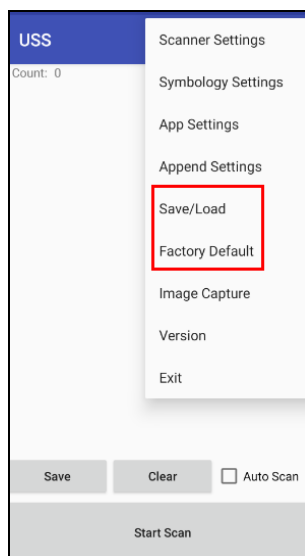 USS
Count: 0
Scanner Settings
Symbology Settings
App Settings
Append Settings
Save/Load
Factory Default
Image Capture
Version
Exit
Save Clear Auto Scan
Start Scan